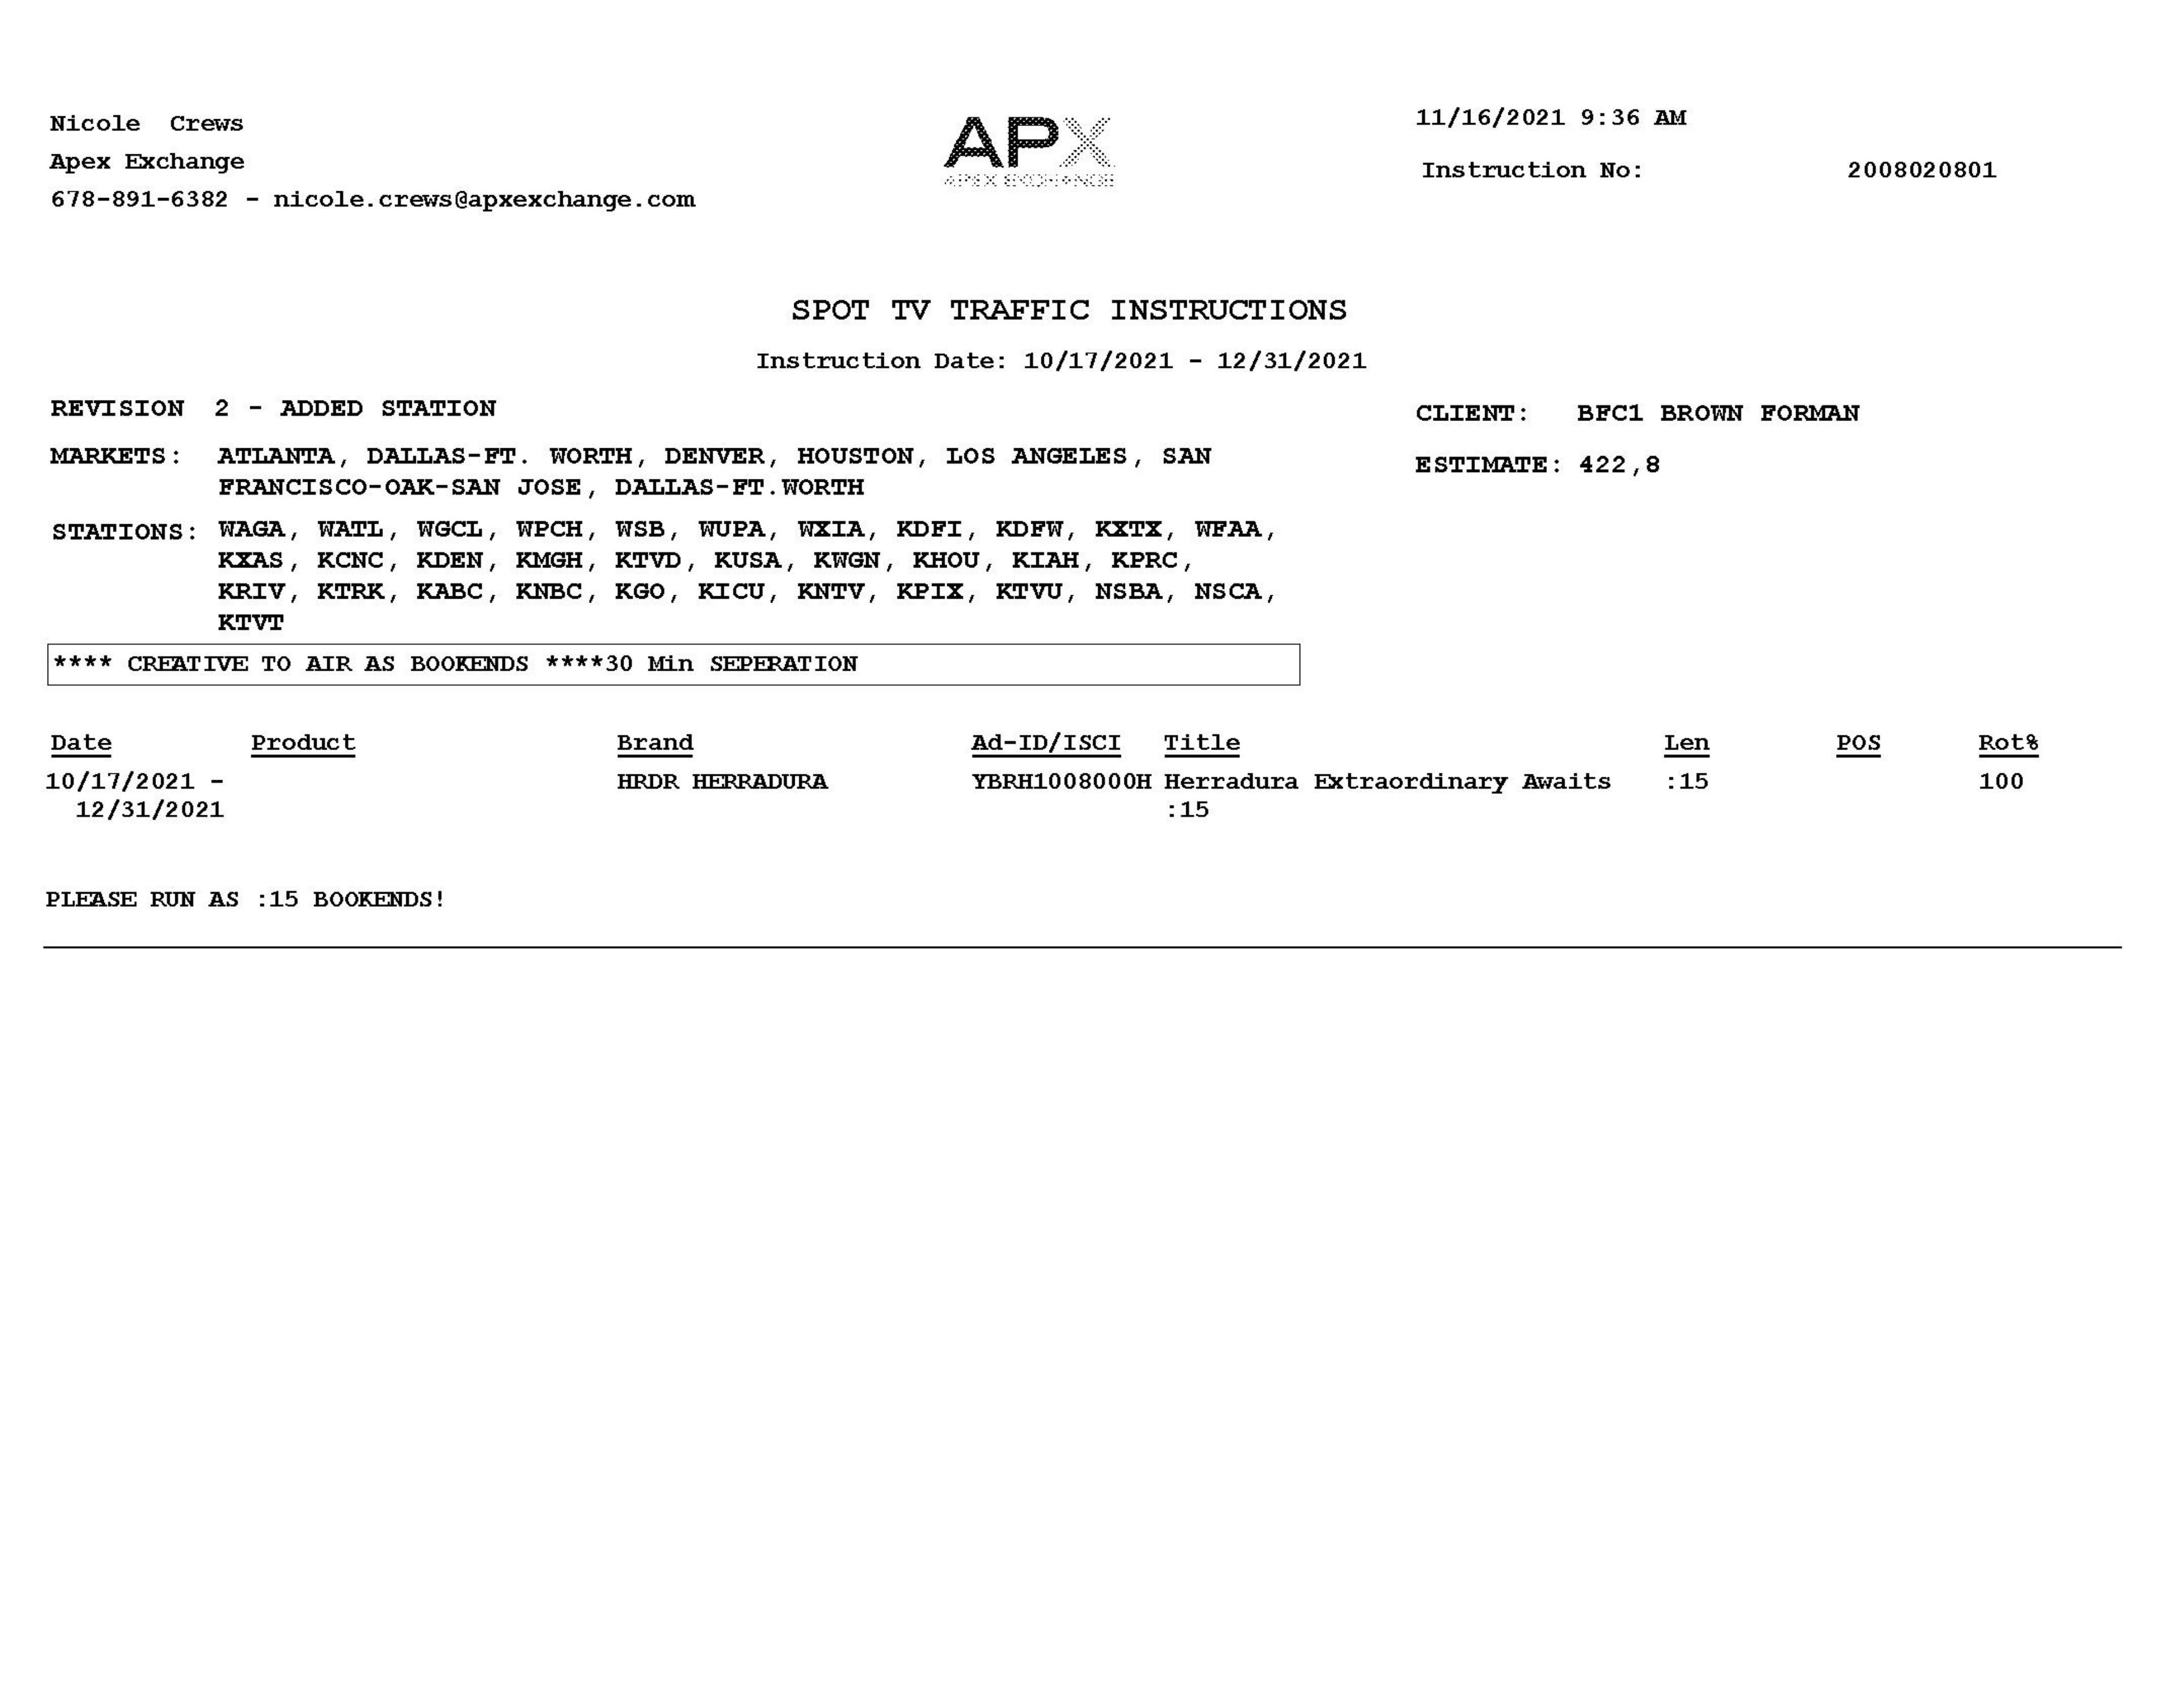 Nicole  Crews
Apex Exchange
678-891-6382 - nicole.crews@apxexchange.com
APX
APEX EXCHANGE
11/16/2021 9:36 AM
Instruction No: 2008020801
SPOT TV TRAFFIC INSTRUCTIONS
Instruction Date: 10/17/2021 - 12/31/2021
REVISION  2 - ADDED STATION
CLIENT:   BFC1 BROWN FORMAN
MARKETS:  ATLANTA, DALLAS-FT. WORTH, DENVER, HOUSTON, LOS ANGELES, SAN
FRANCISCO-OAK-SAN JOSE, DALLAS-FT.WORTH
ESTIMATE: 422,8
STATIONS: WAGA, WATL, WGCL, WPCH, WSB, WUPA, WXIA, KDFI, KDFW, KXTX, WFAA,
KXAS, KCNC, KDEN, KMGH, KTVD, KUSA, KWGN, KHOU, KIAH, KPRC,
KRIV, KTRK, KABC, KNBC, KGO, KICU, KNTV, KPIX, KTVU, NSBA, NSCA,
KTVT
**** CREATIVE TO AIR AS BOOKENDS ****30 Min SEPERATION
Date Product Brand Ad-ID/ISCI Title Len POS Rot%
10/17/2021 - HRDR HERRADURA YBRH1008000H Herradura Extraordinary Awaits :15 100
12/31/2021 :15
PLEASE RUN AS :15 BOOKENDS!